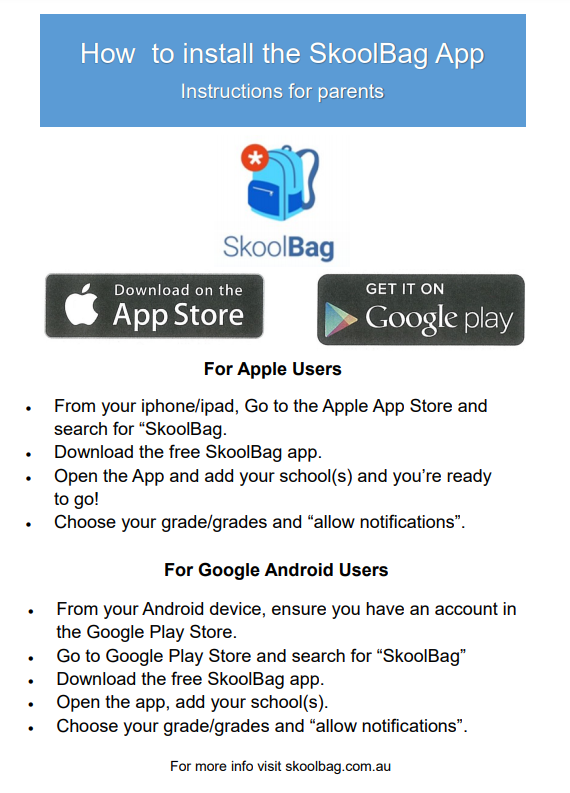 How  to install the SkoolBag App
Instructions for parents
SkoolBag
Download on the
App Store
GET IT ON
Google play
For Apple Users
• From your iphone/ipad, Go to the Apple App Store and
search for “SkoolBag.
• Download the free SkoolBag app.
• Open the App and add your school(s) and you’re ready
to go!
• Choose your grade/grades and “allow notifications”.
For Google Android Users
• From your Android device, ensure you have an account in
the Google Play Store.
• Go to Google Play Store and search for “SkoolBag”
• Download the free SkoolBag app.
• Open the app, add your school(s).
• Choose your grade/grades and “allow notifications”.
For more info visit skoolbag.com.au